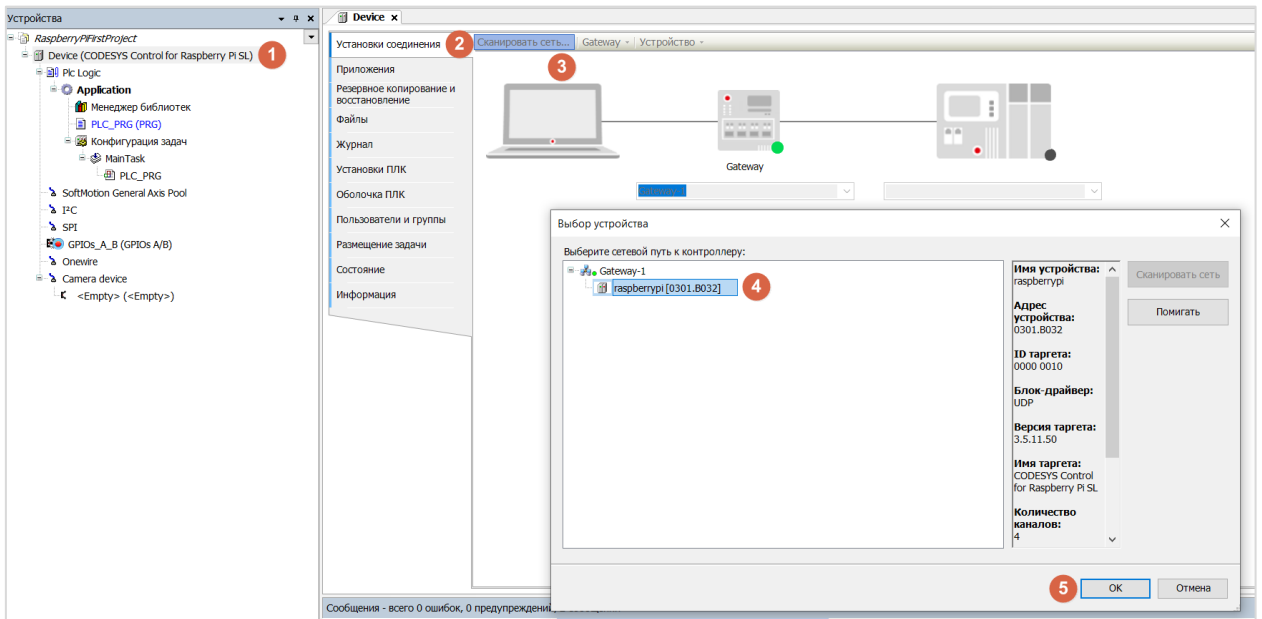 Устройства
RaspberryPiFirstProject
Device (CODESYS Control for Raspberry Pi SL)
1
Plc Logic
Application
Менеджер библиотек
PLC_PRG (PRG)
Конфигурация задач
MainTask
PLC_PRG
SoftMotion General Axis Pool
I²C
SPI
GPIOs_A_B (GPIOs A/B)
Onewire
Camera device
<Empty> (<Empty>)
Device
Установки соединения
2
Приложения
Резервное копирование и
восстановление
Файлы
Журнал
Установки ПЛК
Оболочка ПЛК
Пользователи и группы
Размещение задачи
Состояние
Информация
Сканировать сеть...
Gateway
Устройство
3
Gateway
Gateway-1
Выбор устройства
Выберите сетевой путь к контроллеру:
Gateway-1
raspberrypi [0301.B032]
4
Имя устройства:
raspberrypi
Адрес
устройства:
0301.B032
ID таргета:
0000 0010
Блок-драйвер:
UDP
Версия таргета:
3.5.11.50
Имя таргета:
CODESYS Control
for Raspberry Pi SL
Количество
каналов:
4
Сканировать сеть
Помигать
5
OK
Отмена
Сообщения - всего 0 ошибок, 0